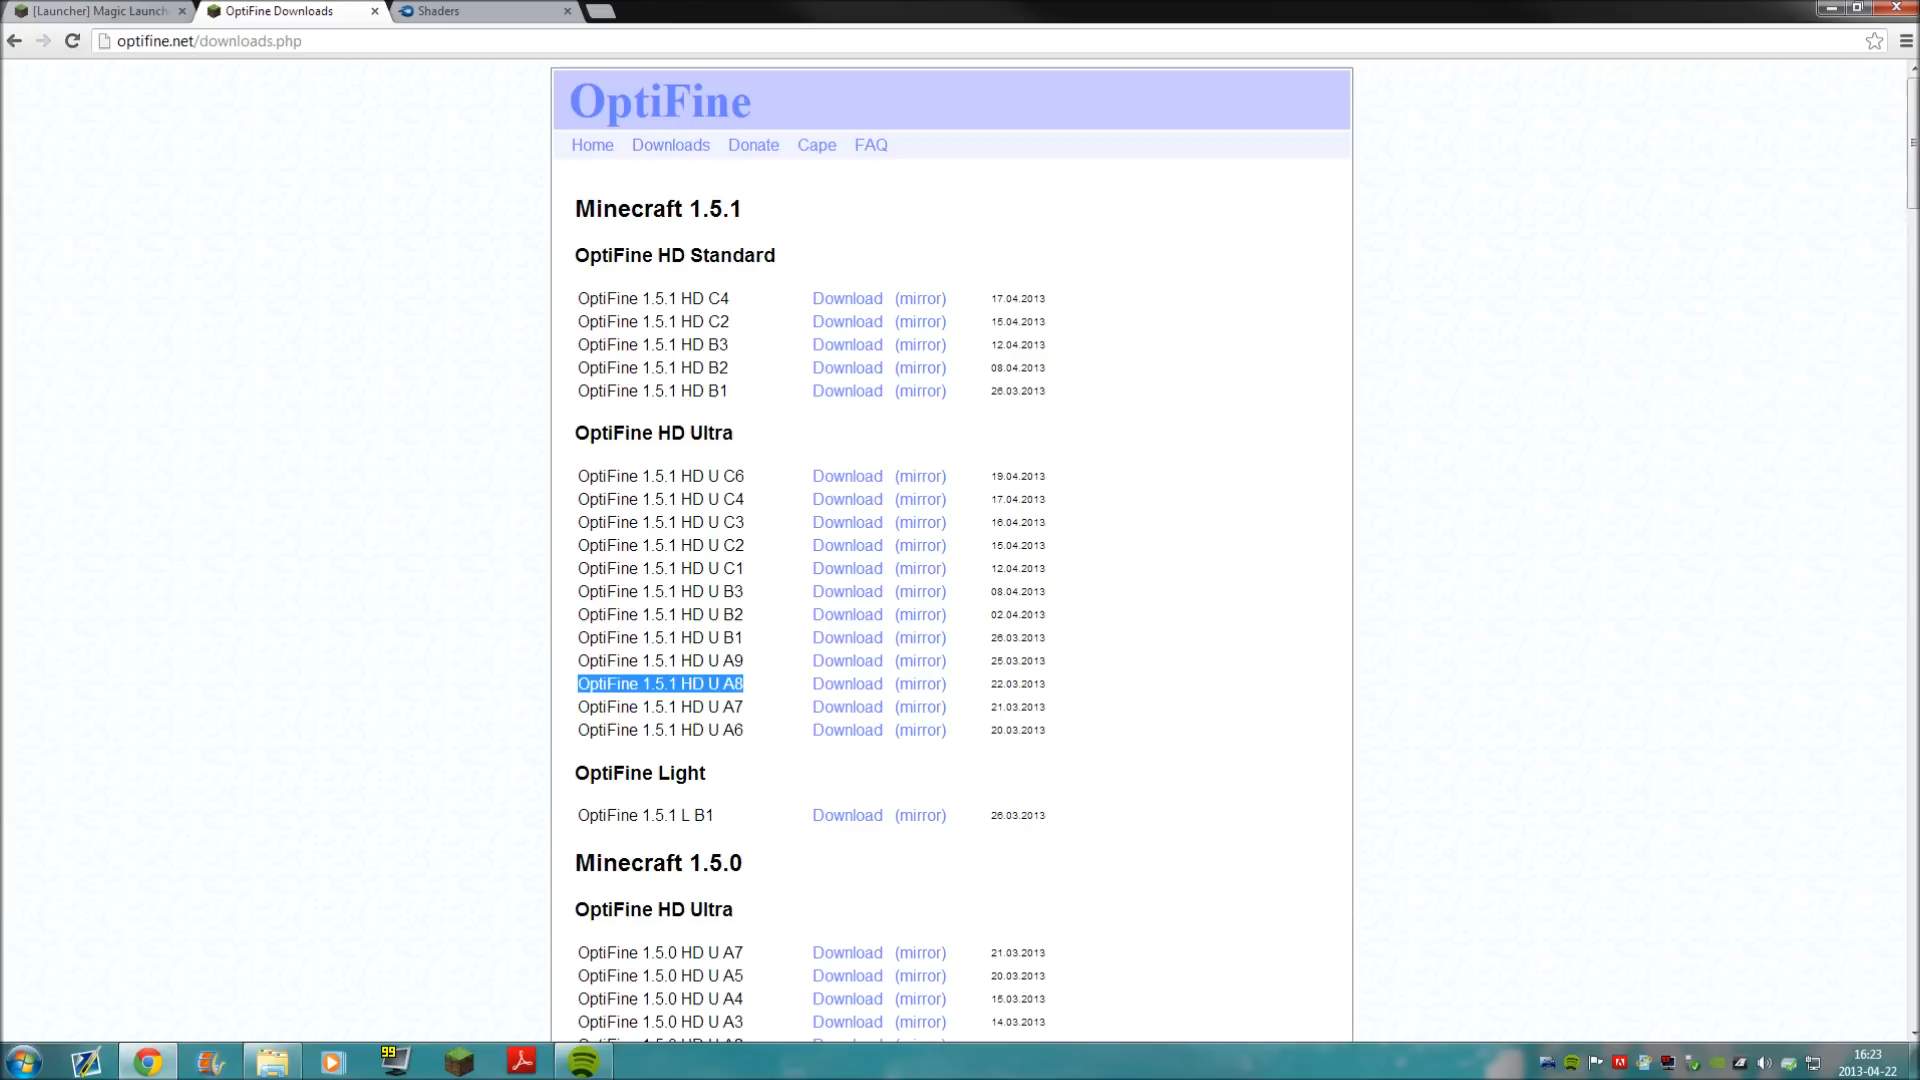 [Launcher] Magic Launch
OptiFine Downloads
Shaders
optifine.net/downloads.php
OptiFine
Home Downloads Donate Cape FAQ
Minecraft 1.5.1
OptiFine HD Standard
OptiFine 1.5.1 HD C4 Download (mirror) 17.04.2013
OptiFine 1.5.1 HD C2 Download (mirror) 15.04.2013
OptiFine 1.5.1 HD B3 Download (mirror) 12.04.2013
OptiFine 1.5.1 HD B2 Download (mirror) 08.04.2013
OptiFine 1.5.1 HD B1 Download (mirror) 26.03.2013
OptiFine HD Ultra
OptiFine 1.5.1 HD U C6 Download (mirror) 19.04.2013
OptiFine 1.5.1 HD U C4 Download (mirror) 17.04.2013
OptiFine 1.5.1 HD U C3 Download (mirror) 16.04.2013
OptiFine 1.5.1 HD U C2 Download (mirror) 15.04.2013
OptiFine 1.5.1 HD U C1 Download (mirror) 12.04.2013
OptiFine 1.5.1 HD U B3 Download (mirror) 08.04.2013
OptiFine 1.5.1 HD U B2 Download (mirror) 02.04.2013
OptiFine 1.5.1 HD U B1 Download (mirror) 26.03.2013
OptiFine 1.5.1 HD U A9 Download (mirror) 25.03.2013
OptiFine 1.5.1 HD U A8 Download (mirror) 22.03.2013
OptiFine 1.5.1 HD U A7 Download (mirror) 21.03.2013
OptiFine 1.5.1 HD U A6 Download (mirror) 20.03.2013
OptiFine Light
OptiFine 1.5.1 L B1 Download (mirror) 26.03.2013
Minecraft 1.5.0
OptiFine HD Ultra
OptiFine 1.5.0 HD U A7 Download (mirror) 21.03.2013
OptiFine 1.5.0 HD U A5 Download (mirror) 20.03.2013
OptiFine 1.5.0 HD U A4 Download (mirror) 15.03.2013
OptiFine 1.5.0 HD U A3 Download (mirror) 14.03.2013
99
16:23
2013-04-22